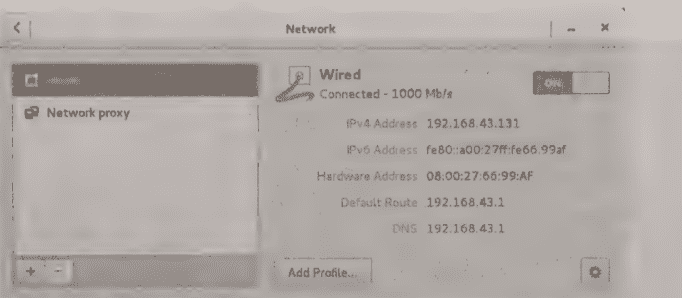 Network
Wired
Connected - 1000 Mb/s
ON
Network proxy
IPv4 Address 192.168.43.131
IPv6 Address fe80::a00:27ff:fe66:99af
Hardware Address 08:00:27:66:99:AF
Default Route 192.168.43.1
DNS 192.168.43.1
Add Profile...